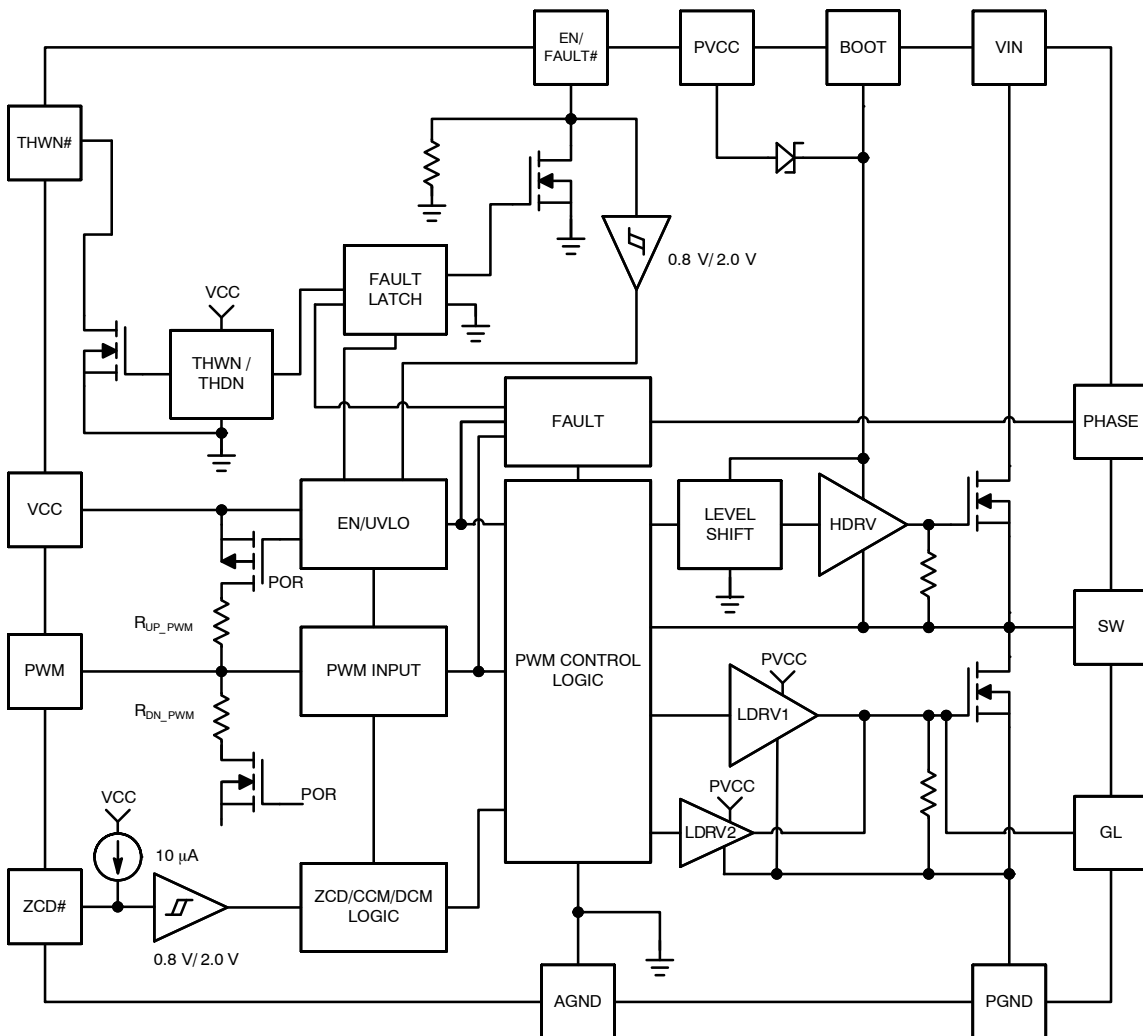 EN/
FAULT#
PVCC
BOOT
VIN
THWN#
0.8 V/ 2.0 V
FAULT
LATCH
VCC
THWN /
THDN
FAULT
PHASE
VCC
EN/UVLO
LEVEL
SHIFT
HDRV
POR
RUP_PWM
PWM
PWM INPUT
PWM CONTROL
LOGIC
SW
PVCC
LDRV1
RDN_PWM
POR
VCC
PVCC
LDRV2
GL
10 μA
ZCD#
ZCD/CCM/DCM
LOGIC
0.8 V/ 2.0 V
AGND
PGND